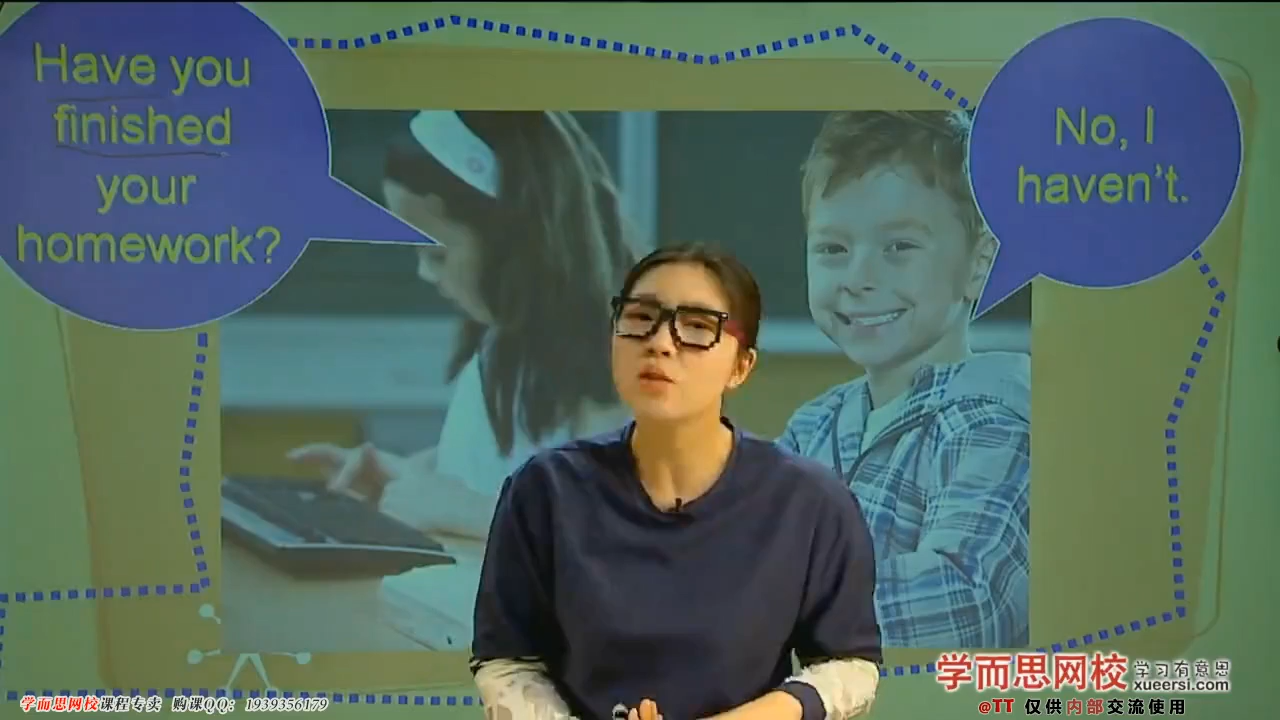 Have you
finished
your
homework?
No, I
haven't.
学而思网校 学习有意思
xueersi.com
学而思网校课程专卖 购课QQ: 1939356179
@TT 仅供内部交流使用